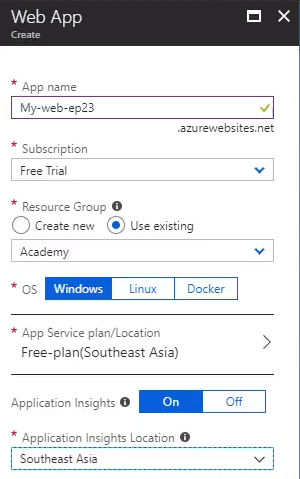 Web App
Create
* App name
My-web-ep23
.azurewebsites.net
* Subscription
Free Trial
* Resource Group
Create new Use existing
Academy
* OS Windows Linux Docker
* App Service plan/Location
Free-plan(Southeast Asia)
Application Insights On Off
* Application Insights Location
Southeast Asia